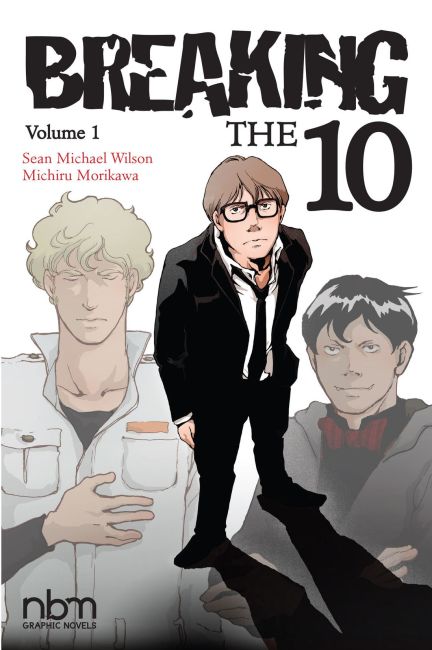 BREAKING
THE 10
Volume 1
Sean Michael Wilson
Michiru Morikawa
nbm
GRAPHIC NOVELS